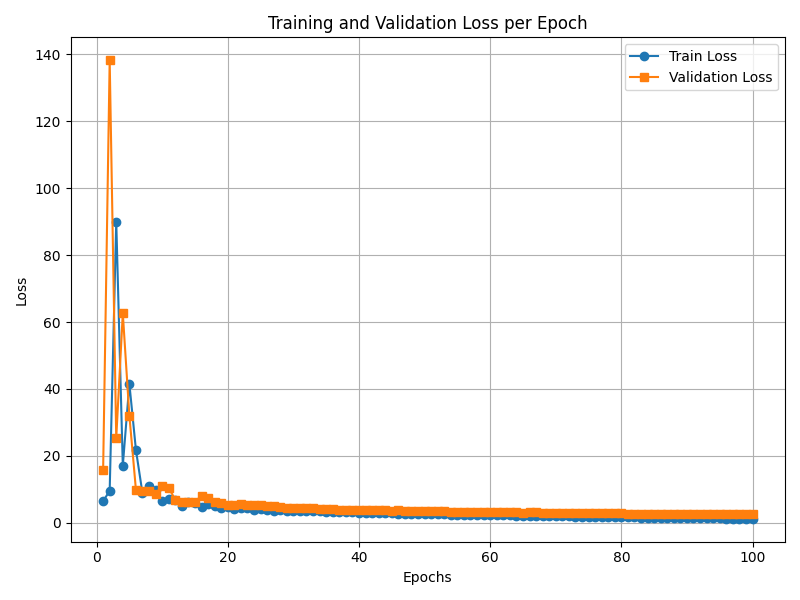 Training and Validation Loss per Epoch
Train Loss
Validation Loss
140
120
100
80
60
40
20
0
Loss
0 20 40 60 80 100
Epochs